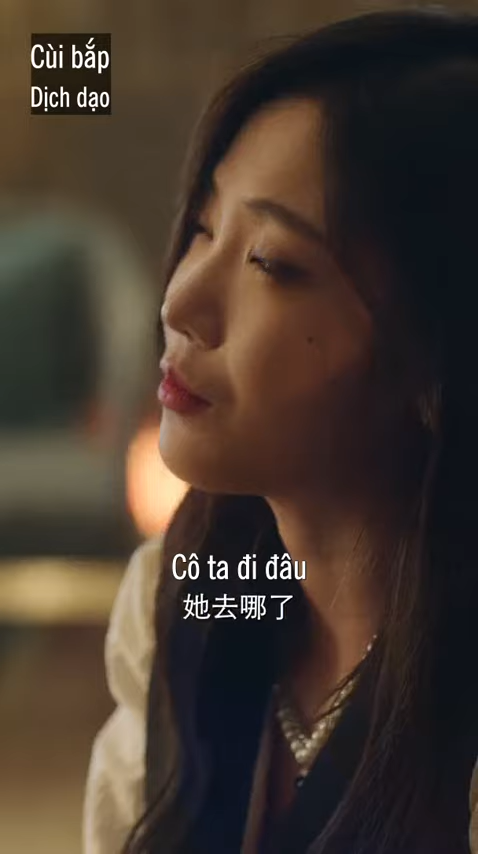 Cùi bắp
Dịch dạo
Cô ta đi đâu
她去哪了